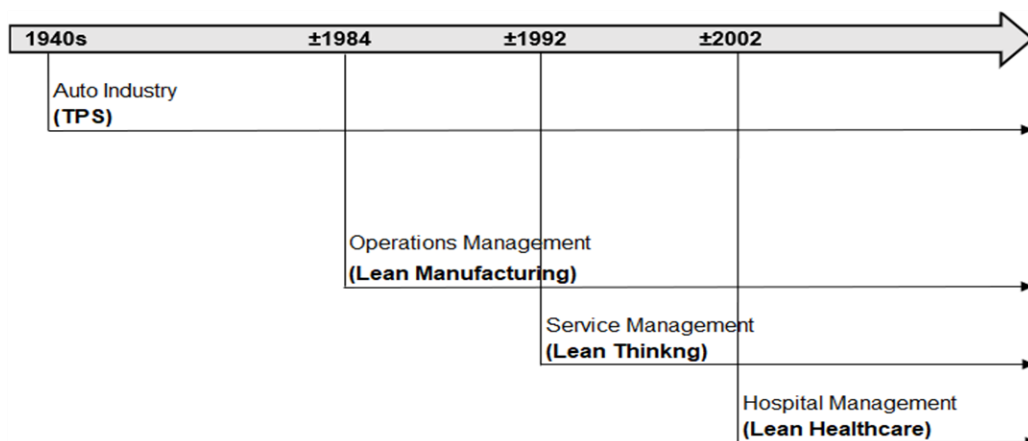 1940s ±1984 ±1992 ±2002
Auto Industry
(TPS)
Operations Management
(Lean Manufacturing)
Service Management
(Lean Thinkng)
Hospital Management
(Lean Healthcare)